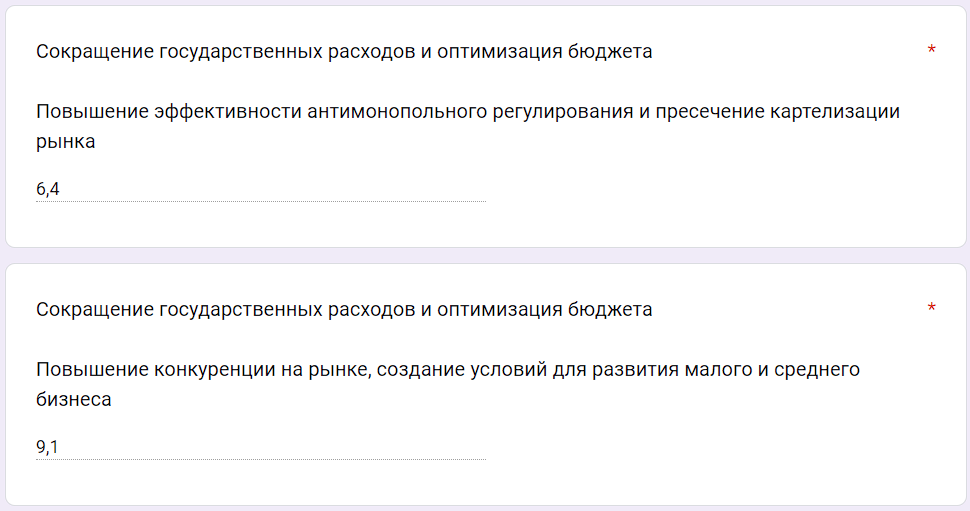 Сокращение государственных расходов и оптимизация бюджета *
Повышение эффективности антимонопольного регулирования и пресечение картелизации
рынка
6,4
Сокращение государственных расходов и оптимизация бюджета *
Повышение конкуренции на рынке, создание условий для развития малого и среднего
бизнеса
9,1